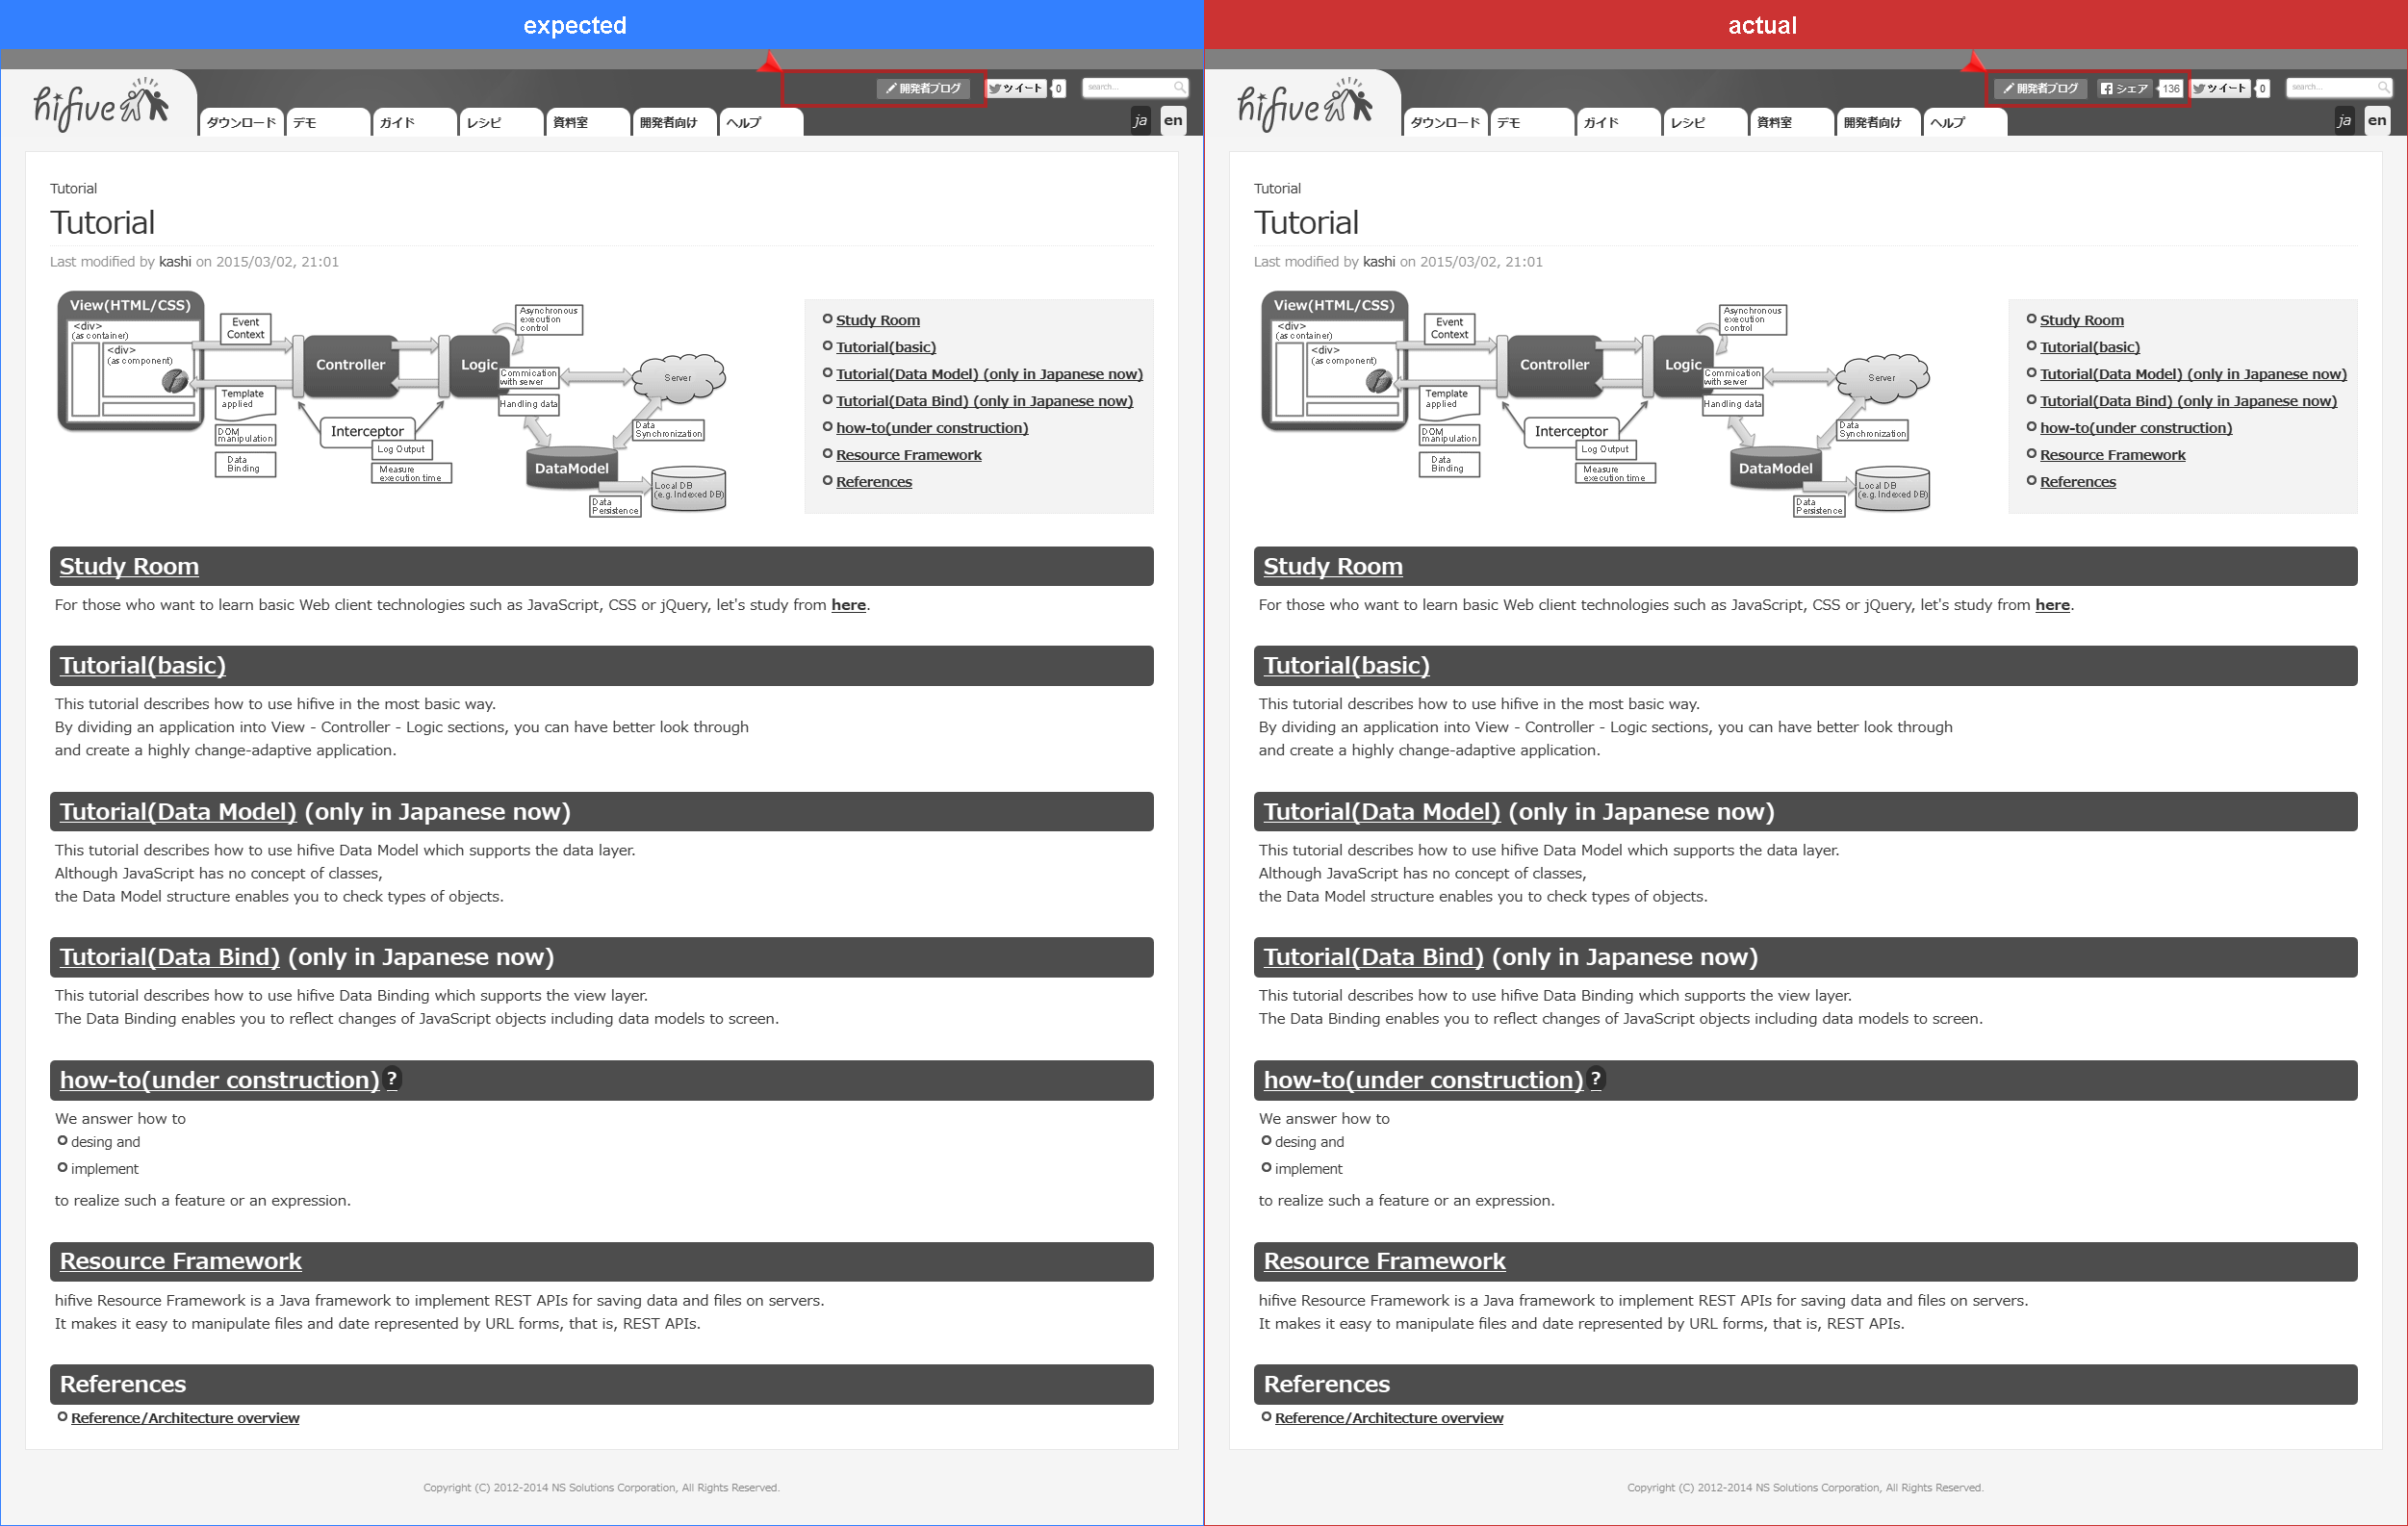 expected
開発者ブログ
ツイート
0
search...
hifive
ダウンロード
デモ
ガイド
レシピ
資料室
開発者向け
ヘルプ
ja
en
Tutorial
Tutorial
Last modified by kashi on 2015/03/02, 21:01
View(HTML/CSS)
<div>
(as container)
<div>
(as component)
Event
Context
Controller
Logic
Asynchronous
execution
control
Commication
with server
Handling data
Server
Template
applied
DOM
manipulation
Data
Binding
Interceptor
Log Output
Measure
execution time
Data
Synchronization
DataModel
Data
Persistence
Local DB
(e.g. Indexed DB)
Study Room
Tutorial(basic)
Tutorial(Data Model) (only in Japanese now)
Tutorial(Data Bind) (only in Japanese now)
how-to(under construction)
Resource Framework
References
Study Room
For those who want to learn basic Web client technologies such as JavaScript, CSS or jQuery, let's study from here.
Tutorial(basic)
This tutorial describes how to use hifive in the most basic way.
By dividing an application into View - Controller - Logic sections, you can have better look through
and create a highly change-adaptive application.
Tutorial(Data Model) (only in Japanese now)
This tutorial describes how to use hifive Data Model which supports the data layer.
Although JavaScript has no concept of classes,
the Data Model structure enables you to check types of objects.
Tutorial(Data Bind) (only in Japanese now)
This tutorial describes how to use hifive Data Binding which supports the view layer.
The Data Binding enables you to reflect changes of JavaScript objects including data models to screen.
how-to(under construction) ?
We answer how to
desing and
implement
to realize such a feature or an expression.
Resource Framework
hifive Resource Framework is a Java framework to implement REST APIs for saving data and files on servers.
It makes it easy to manipulate files and date represented by URL forms, that is, REST APIs.
References
Reference/Architecture overview
Copyright (C) 2012-2014 NS Solutions Corporation, All Rights Reserved.
actual
開発者ブログ
シェア
136
ツイート
0
search...
hifive
ダウンロード
デモ
ガイド
レシピ
資料室
開発者向け
ヘルプ
ja
en
Tutorial
Tutorial
Last modified by kashi on 2015/03/02, 21:01
View(HTML/CSS)
<div>
(as container)
<div>
(as component)
Event
Context
Controller
Logic
Asynchronous
execution
control
Commication
with server
Handling data
Server
Template
applied
DOM
manipulation
Data
Binding
Interceptor
Log Output
Measure
execution time
Data
Synchronization
DataModel
Data
Persistence
Local DB
(e.g. Indexed DB)
Study Room
Tutorial(basic)
Tutorial(Data Model) (only in Japanese now)
Tutorial(Data Bind) (only in Japanese now)
how-to(under construction)
Resource Framework
References
Study Room
For those who want to learn basic Web client technologies such as JavaScript, CSS or jQuery, let's study from here.
Tutorial(basic)
This tutorial describes how to use hifive in the most basic way.
By dividing an application into View - Controller - Logic sections, you can have better look through
and create a highly change-adaptive application.
Tutorial(Data Model) (only in Japanese now)
This tutorial describes how to use hifive Data Model which supports the data layer.
Although JavaScript has no concept of classes,
the Data Model structure enables you to check types of objects.
Tutorial(Data Bind) (only in Japanese now)
This tutorial describes how to use hifive Data Binding which supports the view layer.
The Data Binding enables you to reflect changes of JavaScript objects including data models to screen.
how-to(under construction) ?
We answer how to
desing and
implement
to realize such a feature or an expression.
Resource Framework
hifive Resource Framework is a Java framework to implement REST APIs for saving data and files on servers.
It makes it easy to manipulate files and date represented by URL forms, that is, REST APIs.
References
Reference/Architecture overview
Copyright (C) 2012-2014 NS Solutions Corporation, All Rights Reserved.